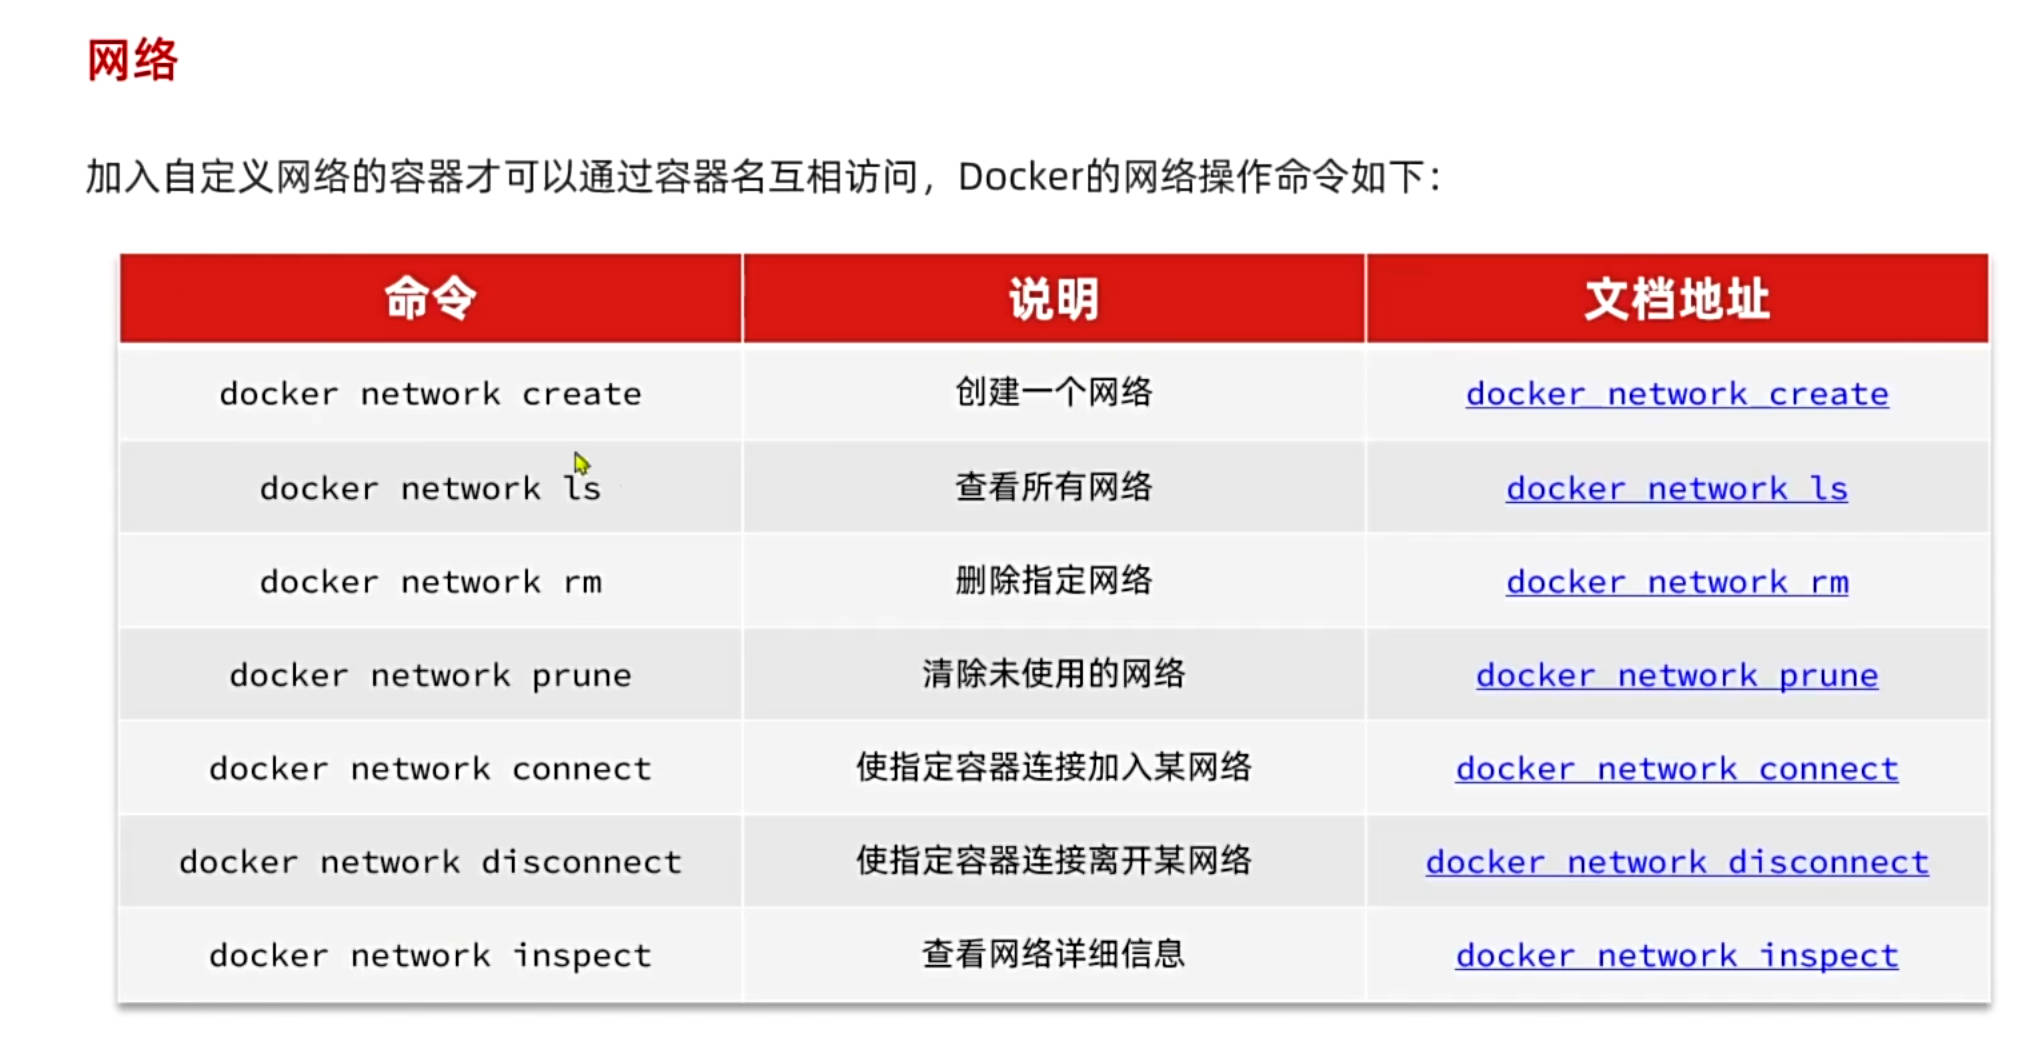 网络
加入自定义网络的容器才可以通过容器名互相访问，Docker的网络操作命令如下：
命令 说明 文档地址
docker network create 创建一个网络 docker network create
docker network ls 查看所有网络 docker network ls
docker network rm 删除指定网络 docker network rm
docker network prune 清除未使用的网络 docker network prune
docker network connect 使指定容器连接加入某网络 docker network connect
docker network disconnect 使指定容器连接离开某网络 docker network disconnect
docker network inspect 查看网络详细信息 docker network inspect